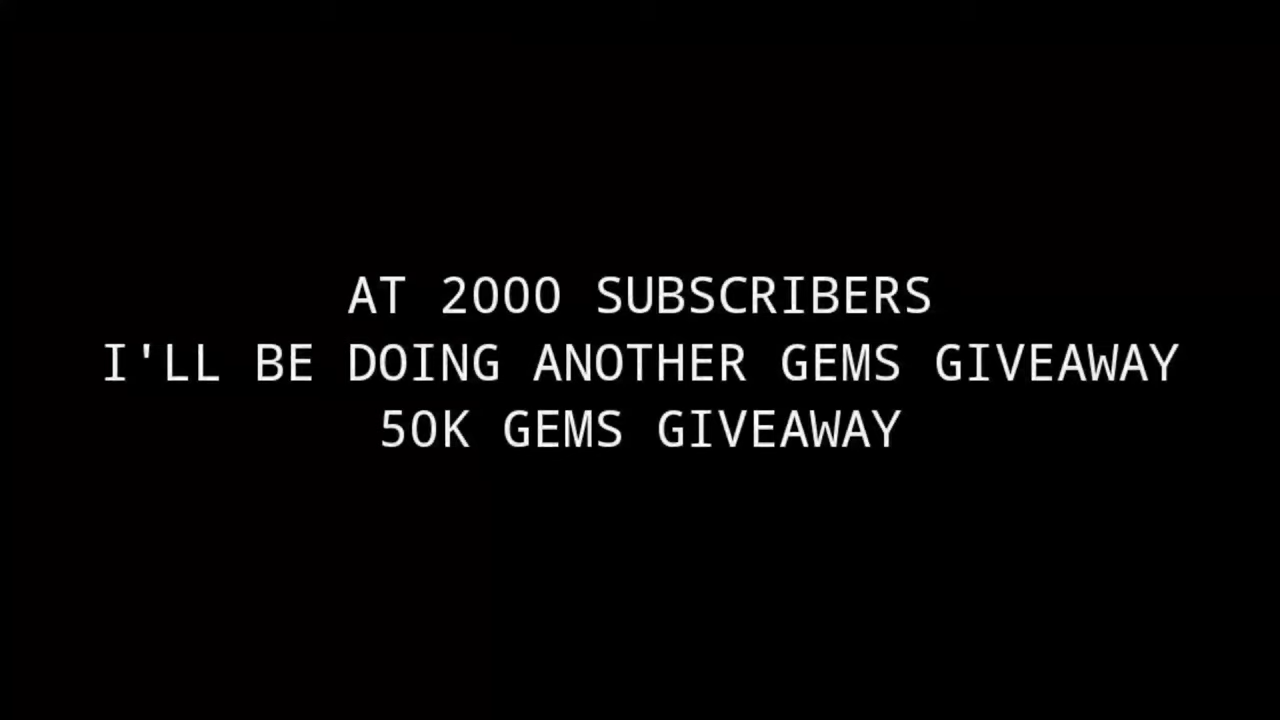 AT 2000 SUBSCRIBERS
I'LL BE DOING ANOTHER GEMS GIVEAWAY
50K GEMS GIVEAWAY